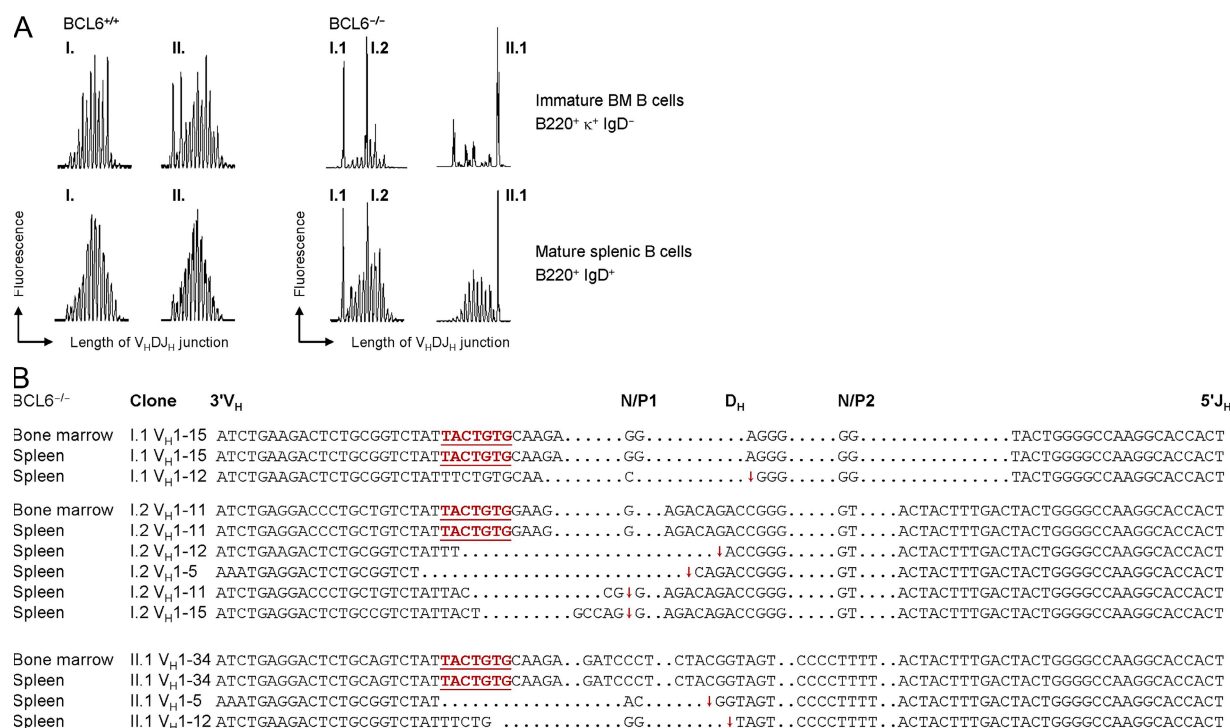 A
BCL6+/+
BCL6−/−
I.
II.
I.1
I.2
II.1
Immature BM B cells
B220+ κ+ IgD−
I.
II.
I.1
I.2
II.1
Mature splenic B cells
B220+ IgD+
Fluorescence
Fluorescence
Length of VHDJH junction
Length of VHDJH junction
B
BCL6−/− Clone 3'VH N/P1 DH N/P2 5'JH
Bone marrow I.1 VH1-15 ATCTGAAGACTCTGCGGTCTATTACTGTGCAAGA......GG..........AGGG.....GG...............TACTGGGGCCAAGGCACCACT
Spleen I.1 VH1-15 ATCTGAAGACTCTGCGGTCTATTACTGTGCAAGA......GG..........AGGG.....GG...............TACTGGGGCCAAGGCACCACT
Spleen I.1 VH1-12 ATCTGAAGACTCTGCGGTCTATTTCTGTGCAA........C...........↓GGG.....GG...............TACTGGGGCCAAGGCACCACT
Bone marrow I.2 VH1-11 ATCTGAGGACCCTGCTGTCTATTACTGTGGAAG.......G...AGACAGACCGGG.....GT....ACTACTTTGACTACTGGGGCCAAGGCACCACT
Spleen I.2 VH1-11 ATCTGAGGACCCTGCTGTCTATTACTGTGGAAG.......G...AGACAGACCGGG.....GT....ACTACTTTGACTACTGGGGCCAAGGCACCACT
Spleen I.2 VH1-12 ATCTGAAGACTCTGCGGTCTATTT.........................↓ACCGGG.....GT....ACTACTTTGACTACTGGGGCCAAGGCACCACT
Spleen I.2 VH1-5 AAATGAGGACTCTGCGGTCT..........................↓CAGACCGGG.....GT....ACTACTTTGACTACTGGGGCCAAGGCACCACT
Spleen I.2 VH1-11 ATCTGAGGACCCTGCTGTCTATTAC.............CG↓G..AGACAGACCGGG.....GT....ACTACTTTGACTACTGGGGCCAAGGCACCACT
Spleen I.2 VH1-15 ATCTGAGGACTCTGCCGTCTATTACT.........GCCAG↓G..AGACAGACCGGG.....GT....ACTACTTTGACTACTGGGGCCAAGGCACCACT
Bone marrow II.1 VH1-34 ATCTGAGGACTCTGCAGTCTATTACTGTGCAAGA..GATCCCT..CTACGGTAGT..CCCCTTTT..ACTACTTTGACTACTGGGGCCAAGGCACCACT
Spleen II.1 VH1-34 ATCTGAGGACTCTGCAGTCTATTACTGTGCAAGA..GATCCCT..CTACGGTAGT..CCCCTTTT..ACTACTTTGACTACTGGGGCCAAGGCACCACT
Spleen II.1 VH1-5 AAATGAGGACTCTGCGGTCTAT..................AC......↓GGTAGT..CCCCTTTT..ACTACTTTGACTACTGGGGCCAAGGCACCACT
Spleen II.1 VH1-12 ATCTGAAGACTCTGCGGTCTATTTCTG .............GG........↓TAGT..CCCCTTTT..ACTACTTTGACTACTGGGGCCAAGGCACCACT